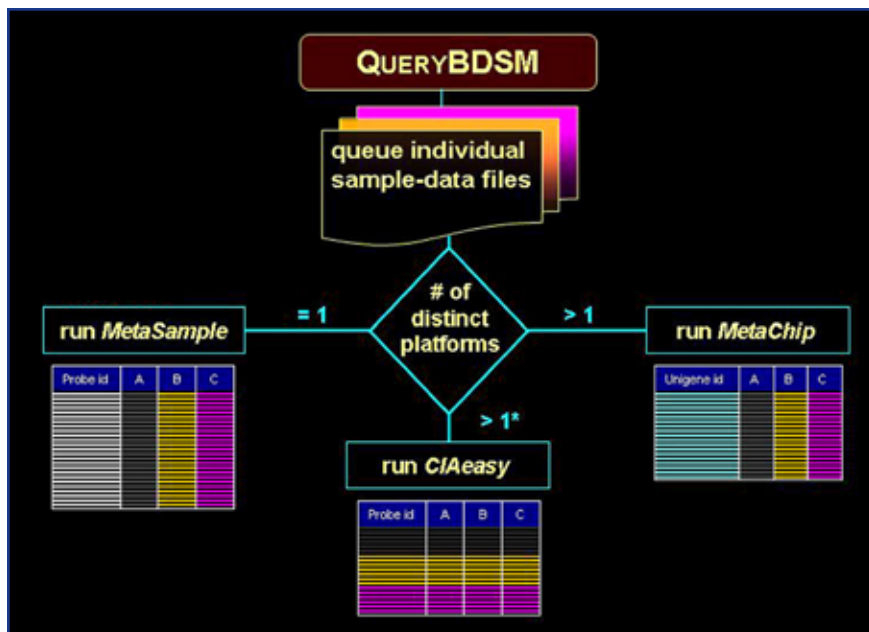 QUERYBDSM
queue individual
sample-data files
# of
distinct
platforms
= 1
> 1
run MetaSample
run MetaChip
Probe id A B C
Unigene id A B C
> 1*
run CIAeasy
Probe id A B C